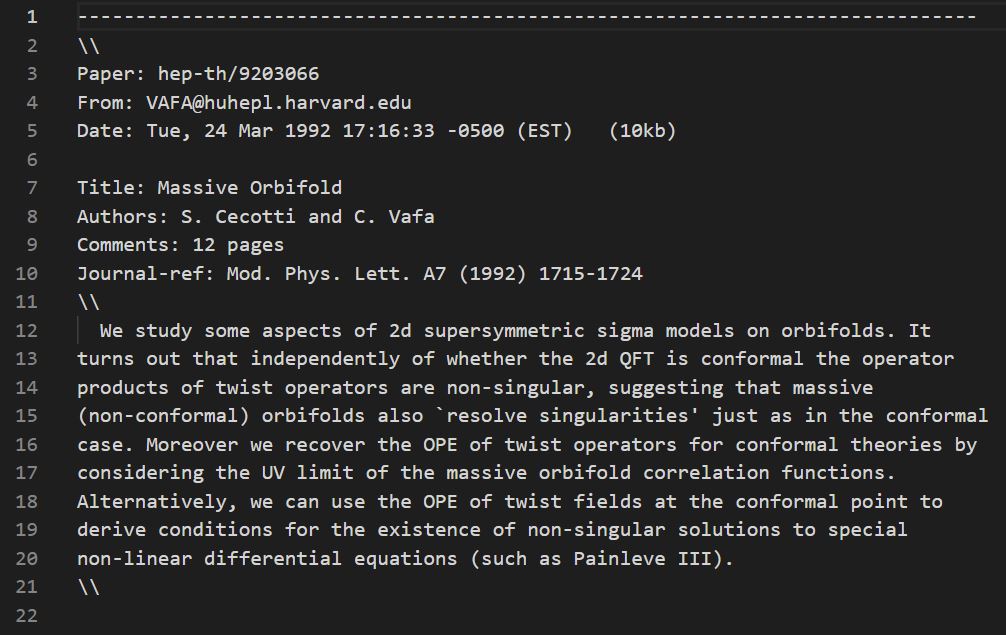 1 ------------------------------------------------------------------------------
2 \\
3 Paper: hep-th/9203066
4 From: VAFA@huhepl.harvard.edu
5 Date: Tue, 24 Mar 1992 17:16:33 -0500 (EST)   (10kb)
6
7 Title: Massive Orbifold
8 Authors: S. Cecotti and C. Vafa
9 Comments: 12 pages
10 Journal-ref: Mod. Phys. Lett. A7 (1992) 1715-1724
11 \\
12   We study some aspects of 2d supersymmetric sigma models on orbifolds. It
13 turns out that independently of whether the 2d QFT is conformal the operator
14 products of twist operators are non-singular, suggesting that massive
15 (non-conformal) orbifolds also `resolve singularities' just as in the conformal
16 case. Moreover we recover the OPE of twist operators for conformal theories by
17 considering the UV limit of the massive orbifold correlation functions.
18 Alternatively, we can use the OPE of twist fields at the conformal point to
19 derive conditions for the existence of non-singular solutions to special
20 non-linear differential equations (such as Painleve III).
21 \\
22